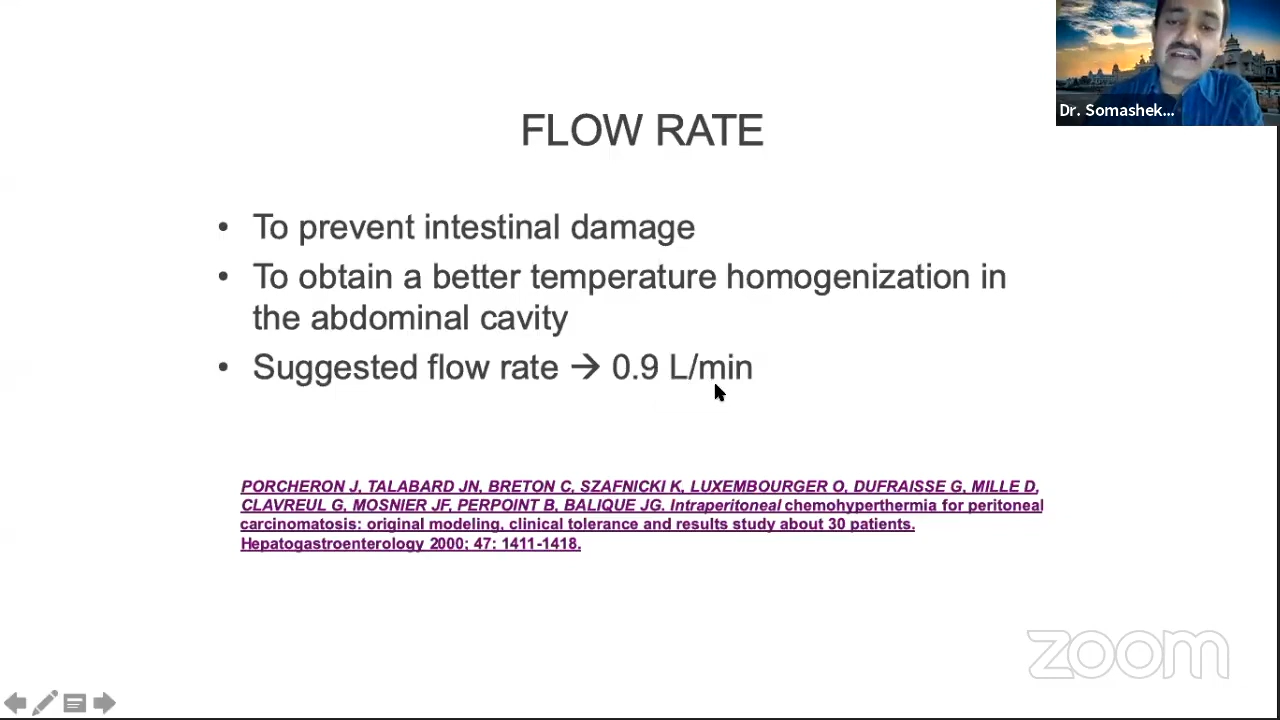 Dr. Somashek...
FLOW RATE
• To prevent intestinal damage
• To obtain a better temperature homogenization in
the abdominal cavity
• Suggested flow rate → 0.9 L/min
PORCHERON J, TALABARD JN, BRETON C, SZAFNICKI K, LUXEMBOURGER O, DUFRAISSE G, MILLE D,
CLAVREUL G, MOSNIER JF, PERPOINT B, BALIQUE JG. Intraperitoneal chemohyperthermia for peritoneal
carcinomatosis: original modeling, clinical tolerance and results study about 30 patients.
Hepatogastroenterology 2000; 47: 1411-1418.
zoom